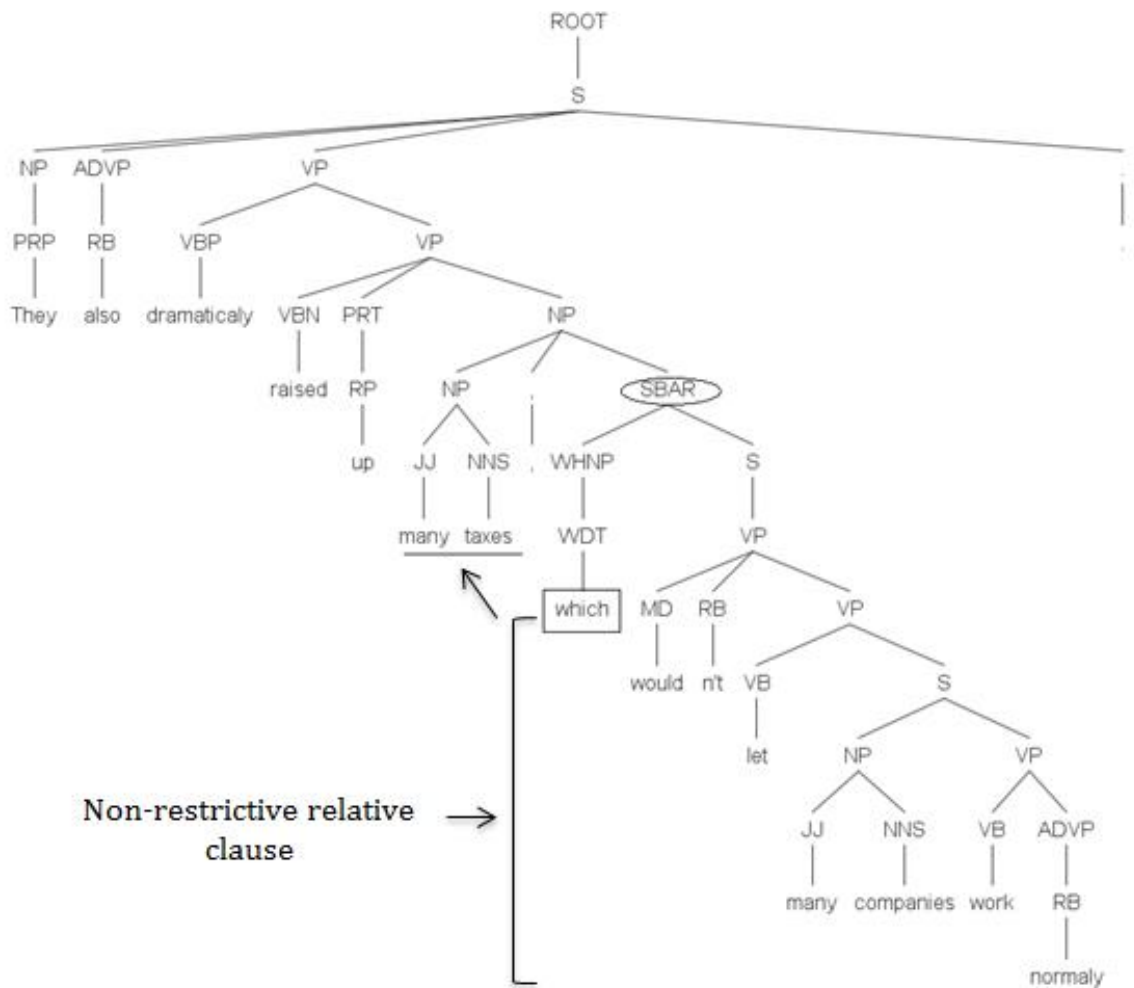 ROOT
S
NP ADVP VP .
PRP RB VBP VP .
They also dramaticaly VBN PRT NP
raised RP NP , SBAR
up JJ NNS , WHNP S
many taxes WDT VP
which MD RB VP
would n't VB S
let NP VP
Non-restrictive relative
clause
JJ NNS VB ADVP
many companies work RB
normaly